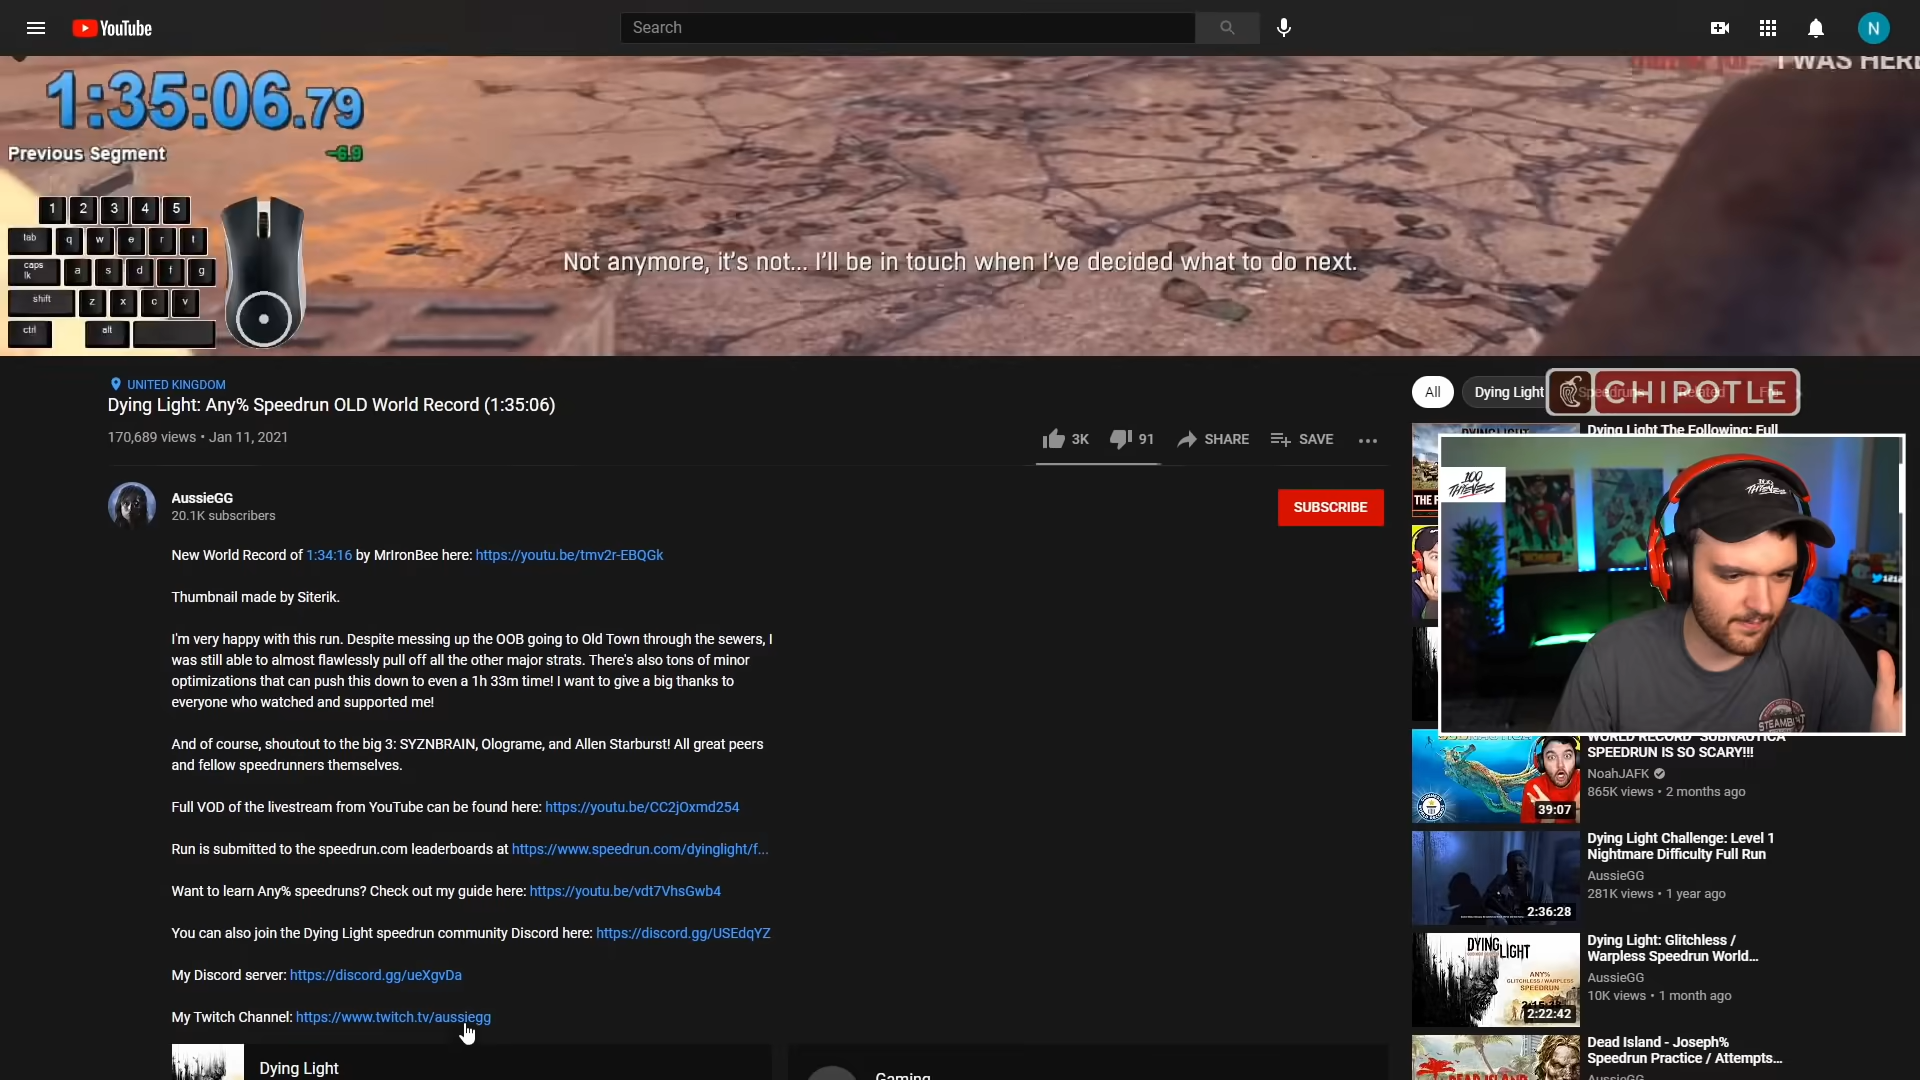 YouTube
Search
N
I WAS HERE
1:35:06.79
Previous Segment
-6.9
1 2 3 4 5
tab q w e r t
caps lk a s d f g
shift z x c v
ctrl alt
Not anymore, it's not... I'll be in touch when I've decided what to do next.
UNITED KINGDOM
Dying Light: Any% Speedrun OLD World Record (1:35:06)
170,689 views • Jan 11, 2021
3K
91
SHARE
SAVE
AussieGG
20.1K subscribers
SUBSCRIBE
New World Record of 1:34:16 by MrIronBee here: https://youtu.be/tmv2r-EBQGk
Thumbnail made by Siterik.
I'm very happy with this run. Despite messing up the OOB going to Old Town through the sewers, I
was still able to almost flawlessly pull off all the other major strats. There's also tons of minor
optimizations that can push this down to even a 1h 33m time! I want to give a big thanks to
everyone who watched and supported me!
And of course, shoutout to the big 3: SYZNBRAIN, Olograme, and Allen Starburst! All great peers
and fellow speedrunners themselves.
Full VOD of the livestream from YouTube can be found here: https://youtu.be/CC2jOxmd254
Run is submitted to the speedrun.com leaderboards at https://www.speedrun.com/dyinglight/f...
Want to learn Any% speedruns? Check out my guide here: https://youtu.be/vdt7VhsGwb4
You can also join the Dying Light speedrun community Discord here: https://discord.gg/USEdqYZ
My Discord server: https://discord.gg/ueXgvDa
My Twitch Channel: https://www.twitch.tv/aussiegg
Dying Light
Gaming
All
Dying Light
CHIPOTLE
Dying Light The Following: Full
100
THIEVES
WORLD RECORD SUBNAUTICA
SPEEDRUN IS SO SCARY!!!
NoahJAFK
865K views • 2 months ago
39:07
Dying Light Challenge: Level 1
Nightmare Difficulty Full Run
AussieGG
281K views • 1 year ago
2:36:28
DYING LIGHT
ANY%
GLITCHLESS / WARPLESS
SPEEDRUN
2:22:42
Dying Light: Glitchless /
Warpless Speedrun World...
AussieGG
10K views • 1 month ago
Dead Island - Joseph%
Speedrun Practice / Attempts...
AussieGG